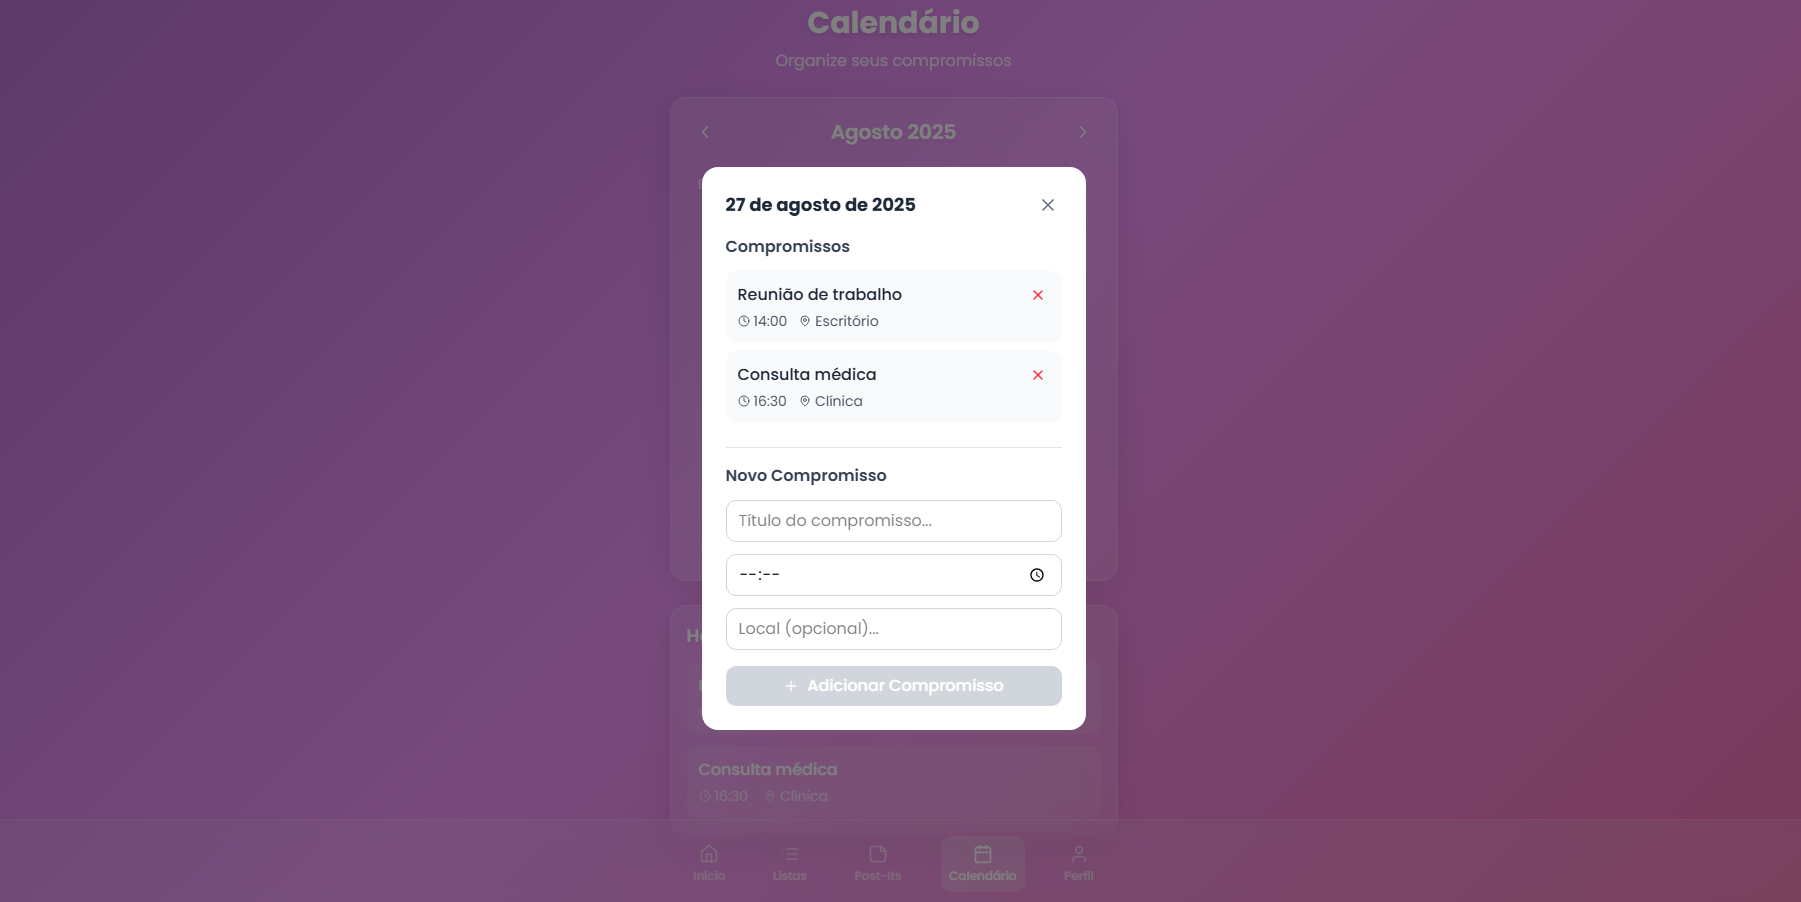 Calendário
Organize seus compromissos
Agosto 2025
27 de agosto de 2025
Compromissos
Reunião de trabalho
14:00 Escritório
Consulta médica
16:30 Clínica
Novo Compromisso
Título do compromisso...
--:--
Local (opcional)...
+ Adicionar Compromisso
Consulta médica
16:30 Clínica
Início Listas Post-Its Calendário Perfil